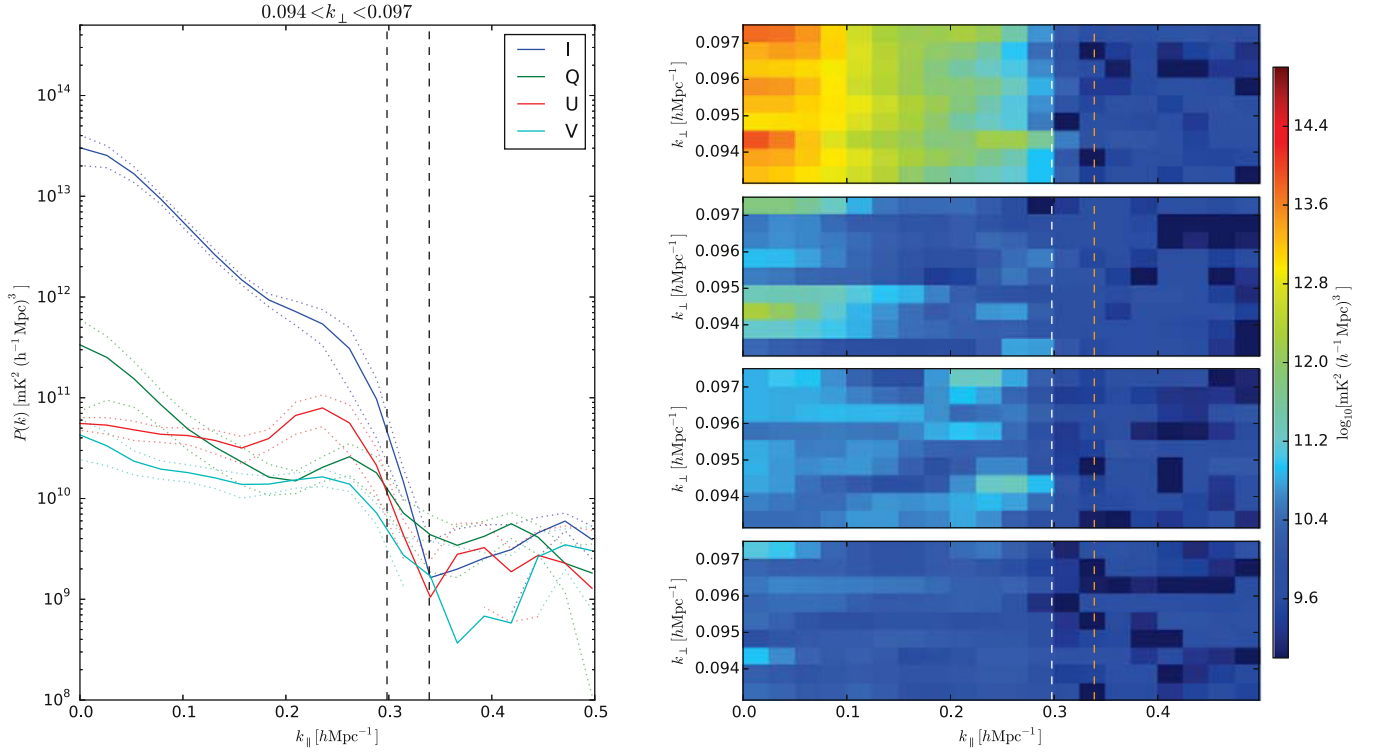 0.094 < k⊥ < 0.097
I
Q
U
V
10^14
10^13
10^12
10^11
10^10
10^9
10^8
P(k) [mK² (h⁻¹ Mpc)³ ]
0.0 0.1 0.2 0.3 0.4 0.5
k∥ [hMpc⁻¹]
0.097
0.096
0.095
0.094
k⊥ [hMpc⁻¹]
0.097
0.096
0.095
0.094
k⊥ [hMpc⁻¹]
0.097
0.096
0.095
0.094
k⊥ [hMpc⁻¹]
0.097
0.096
0.095
0.094
k⊥ [hMpc⁻¹]
0.0 0.1 0.2 0.3 0.4
k∥ [hMpc⁻¹]
14.4
13.6
12.8
12.0
11.2
10.4
9.6
log₁₀[mK² (h⁻¹ Mpc)³ ]